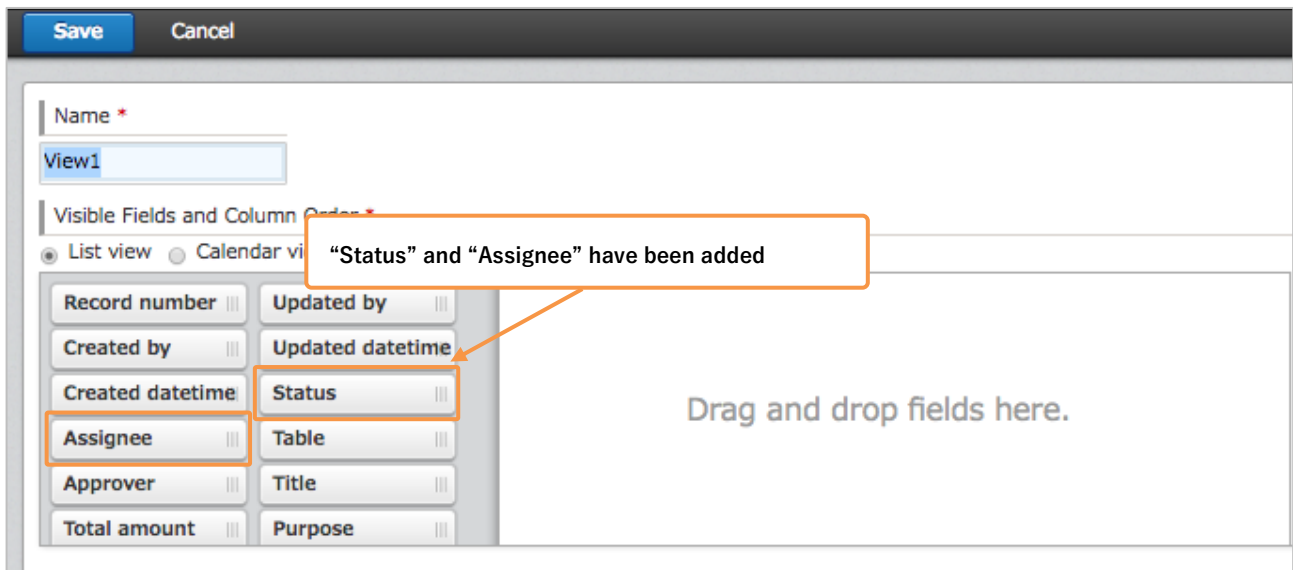 Save Cancel
Name *
View1
Visible Fields and Column Order *
List view Calendar vi
“Status” and “Assignee” have been added
Record number Updated by
Created by Updated datetime
Created datetime Status
Assignee Table
Approver Title
Total amount Purpose
Drag and drop fields here.